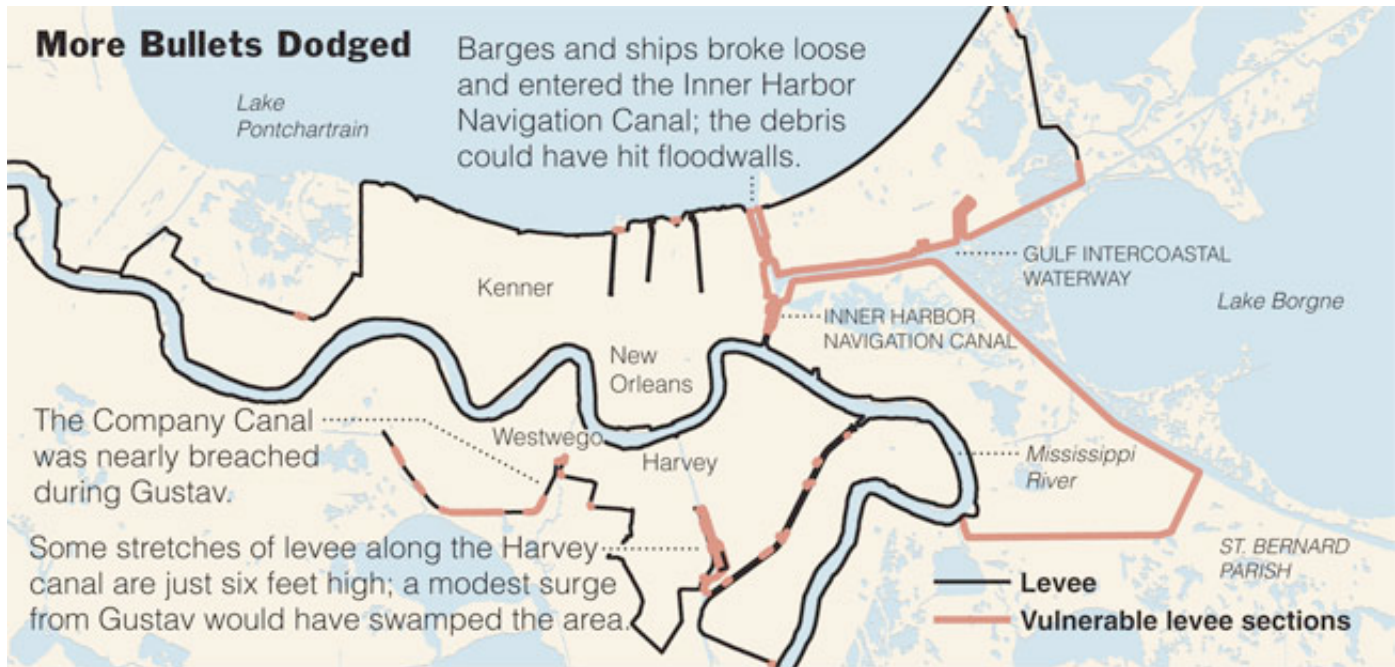 More Bullets Dodged
Barges and ships broke loose
and entered the Inner Harbor
Navigation Canal; the debris
could have hit floodwalls.
Lake
Pontchartrain
Kenner
GULF INTERCOASTAL
WATERWAY
Lake Borgne
INNER HARBOR
NAVIGATION CANAL
New
Orleans
The Company Canal
was nearly breached
during Gustav.
Westwego
Harvey
Mississippi
River
Some stretches of levee along the Harvey
canal are just six feet high; a modest surge
from Gustav would have swamped the area.
ST. BERNARD
PARISH
Levee
Vulnerable levee sections